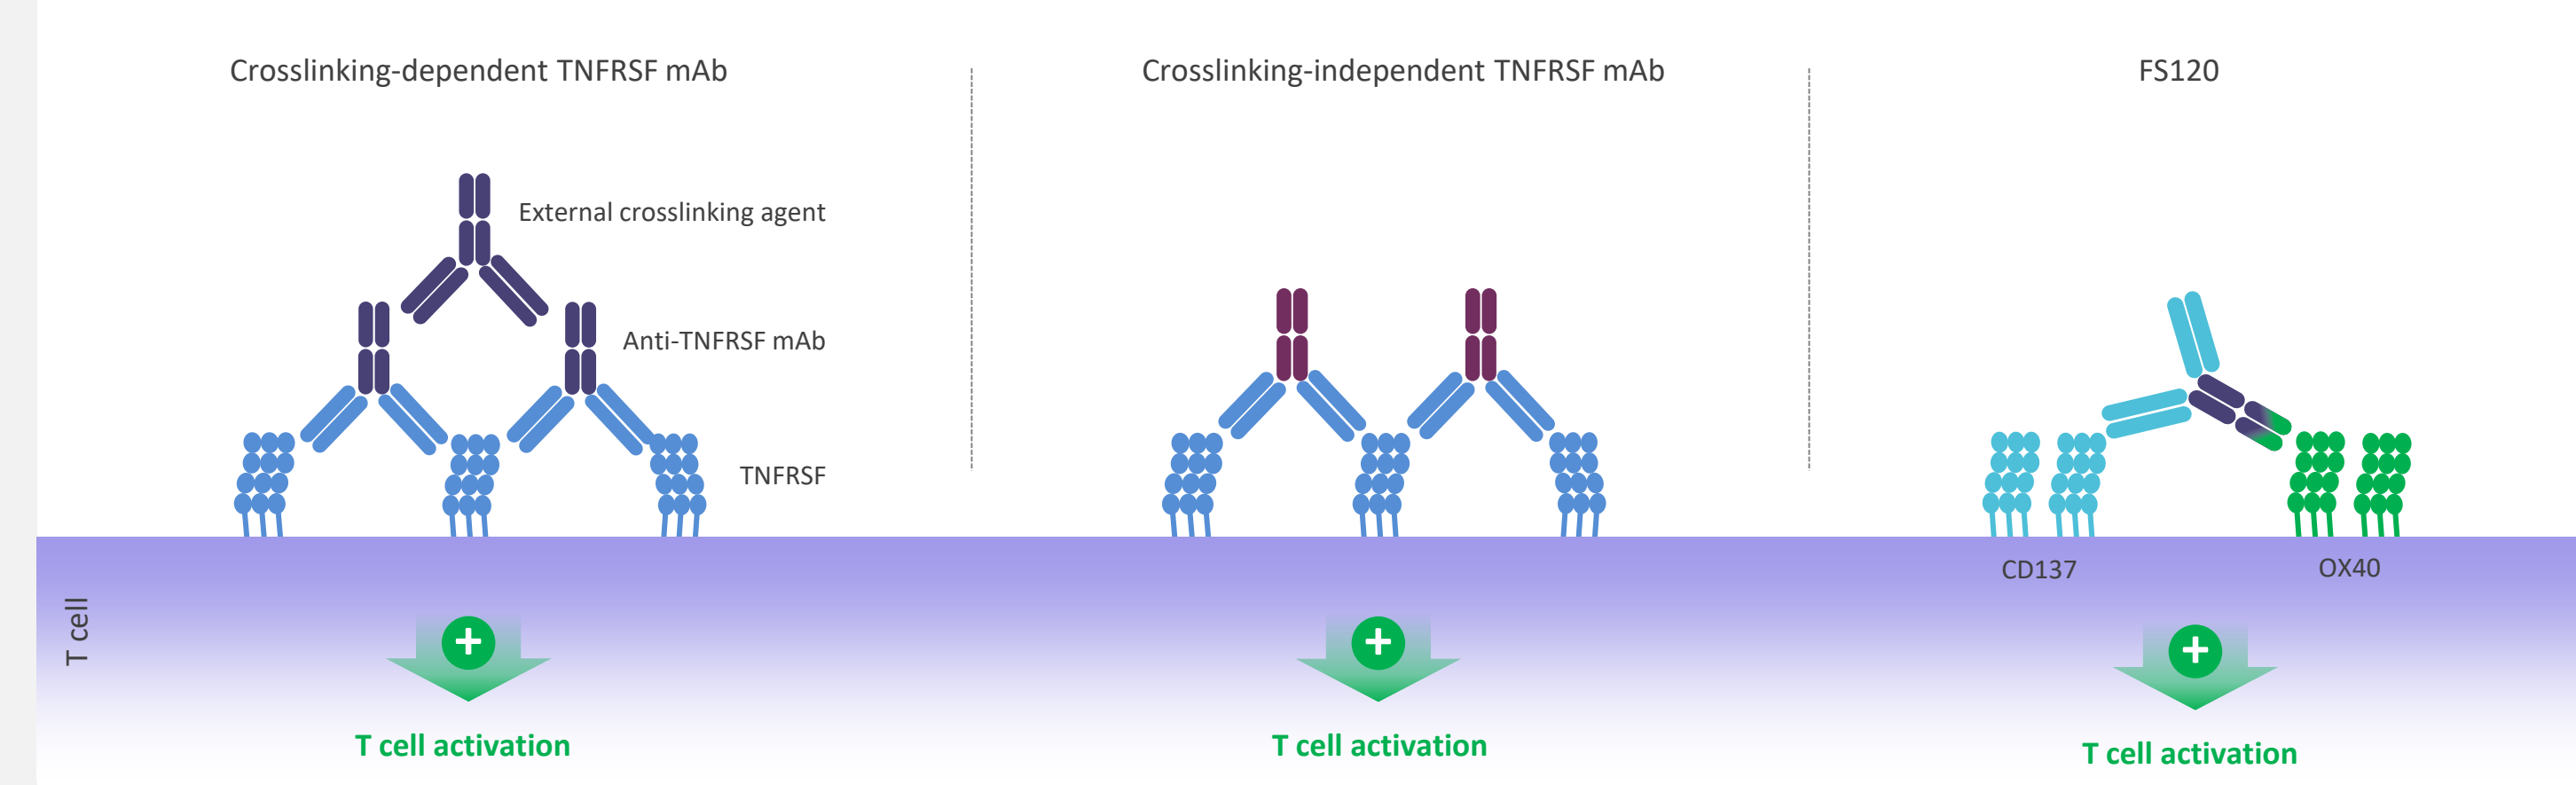 Crosslinking-dependent TNFRSF mAb
External crosslinking agent
Anti-TNFRSF mAb
TNFRSF
Crosslinking-independent TNFRSF mAb
FS120
CD137
OX40
T cell
+
T cell activation
+
T cell activation
+
T cell activation